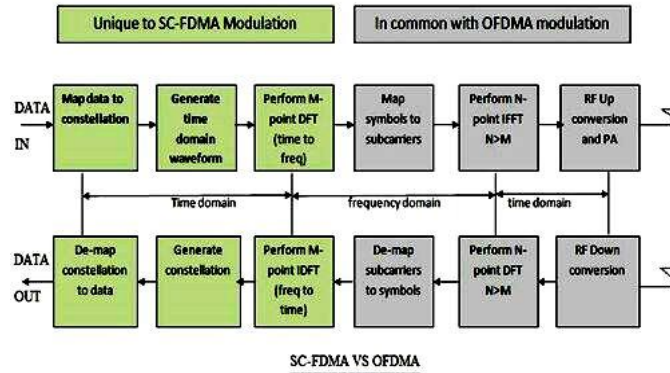 Unique to SC-FDMA Modulation
In common with OFDMA modulation
DATA
IN
Map data to
constellation
Generate
time
domain
waveform
Perform M-
point DFT
(time to
freq)
Map
symbols to
subcarriers
Perform N-
point IFFT
N>M
RF Up
conversion
and PA
Time domain
frequency domain
time domain
DATA
OUT
De-map
constellation
to data
Generate
constellation
Perform M-
point IDFT
(freq to
time)
De-map
subcarriers
to symbols
Perform N-
point DFT
N>M
RF Down
conversion
SC-FDMA VS OFDMA